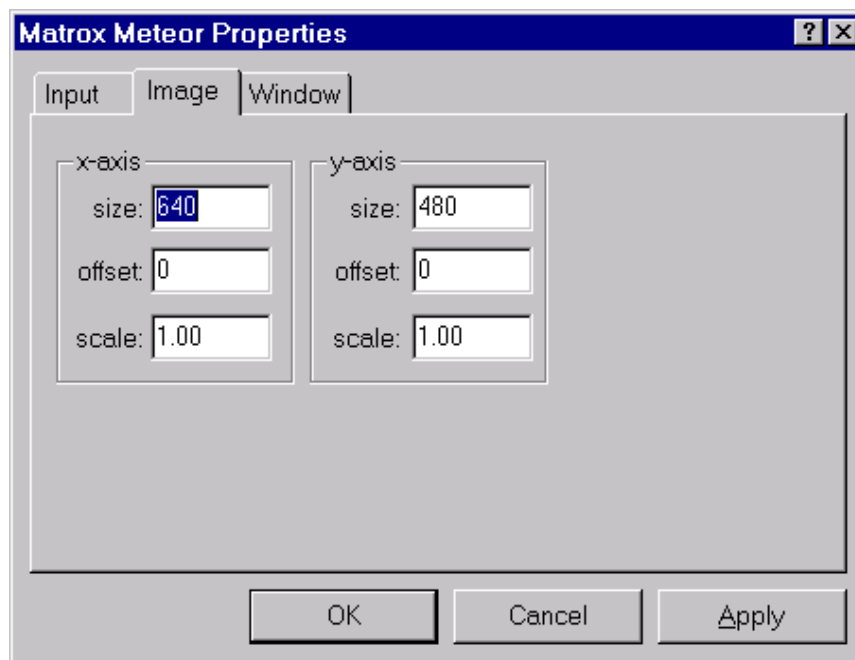 Matrox Meteor Properties
Input Image Window
x-axis y-axis
size: 640 size: 480
offset: 0 offset: 0
scale: 1.00 scale: 1.00
OK Cancel Apply